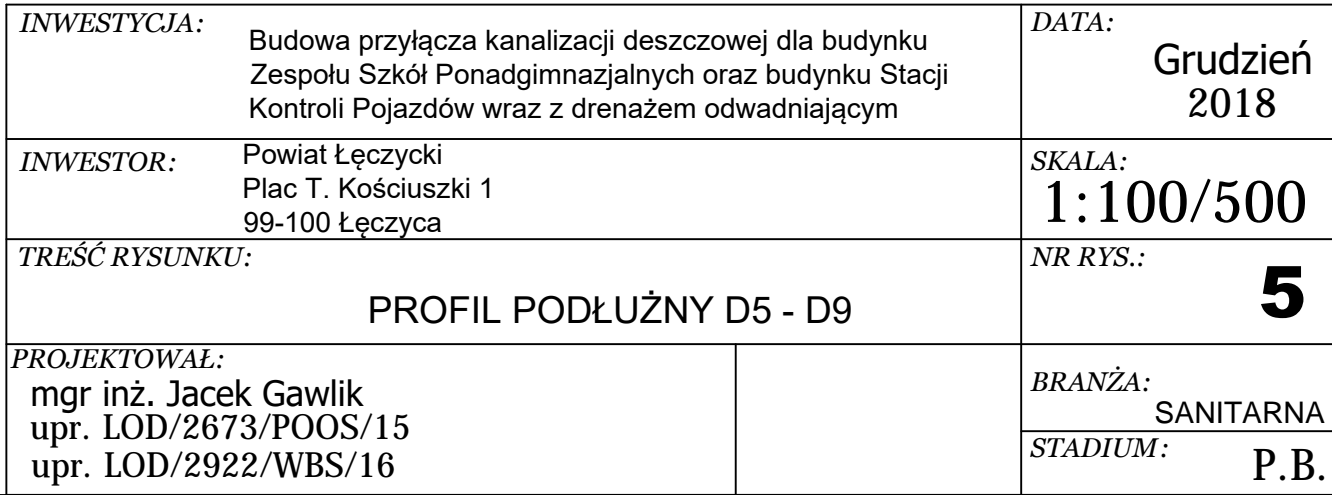 INWESTYCJA:
Budowa przyłącza kanalizacji deszczowej dla budynku
Zespołu Szkół Ponadgimnazjalnych oraz budynku Stacji
Kontroli Pojazdów wraz z drenażem odwadniającym
DATA:
Grudzień
2018
INWESTOR:
Powiat Łęczycki
Plac T. Kościuszki 1
99-100 Łęczyca
SKALA:
1:100/500
TREŚĆ RYSUNKU:
PROFIL PODŁUŻNY D5 - D9
NR RYS.:
5
PROJEKTOWAŁ:
mgr inż. Jacek Gawlik
upr. LOD/2673/POOS/15
upr. LOD/2922/WBS/16
BRANŻA:
SANITARNA
STADIUM:
P.B.